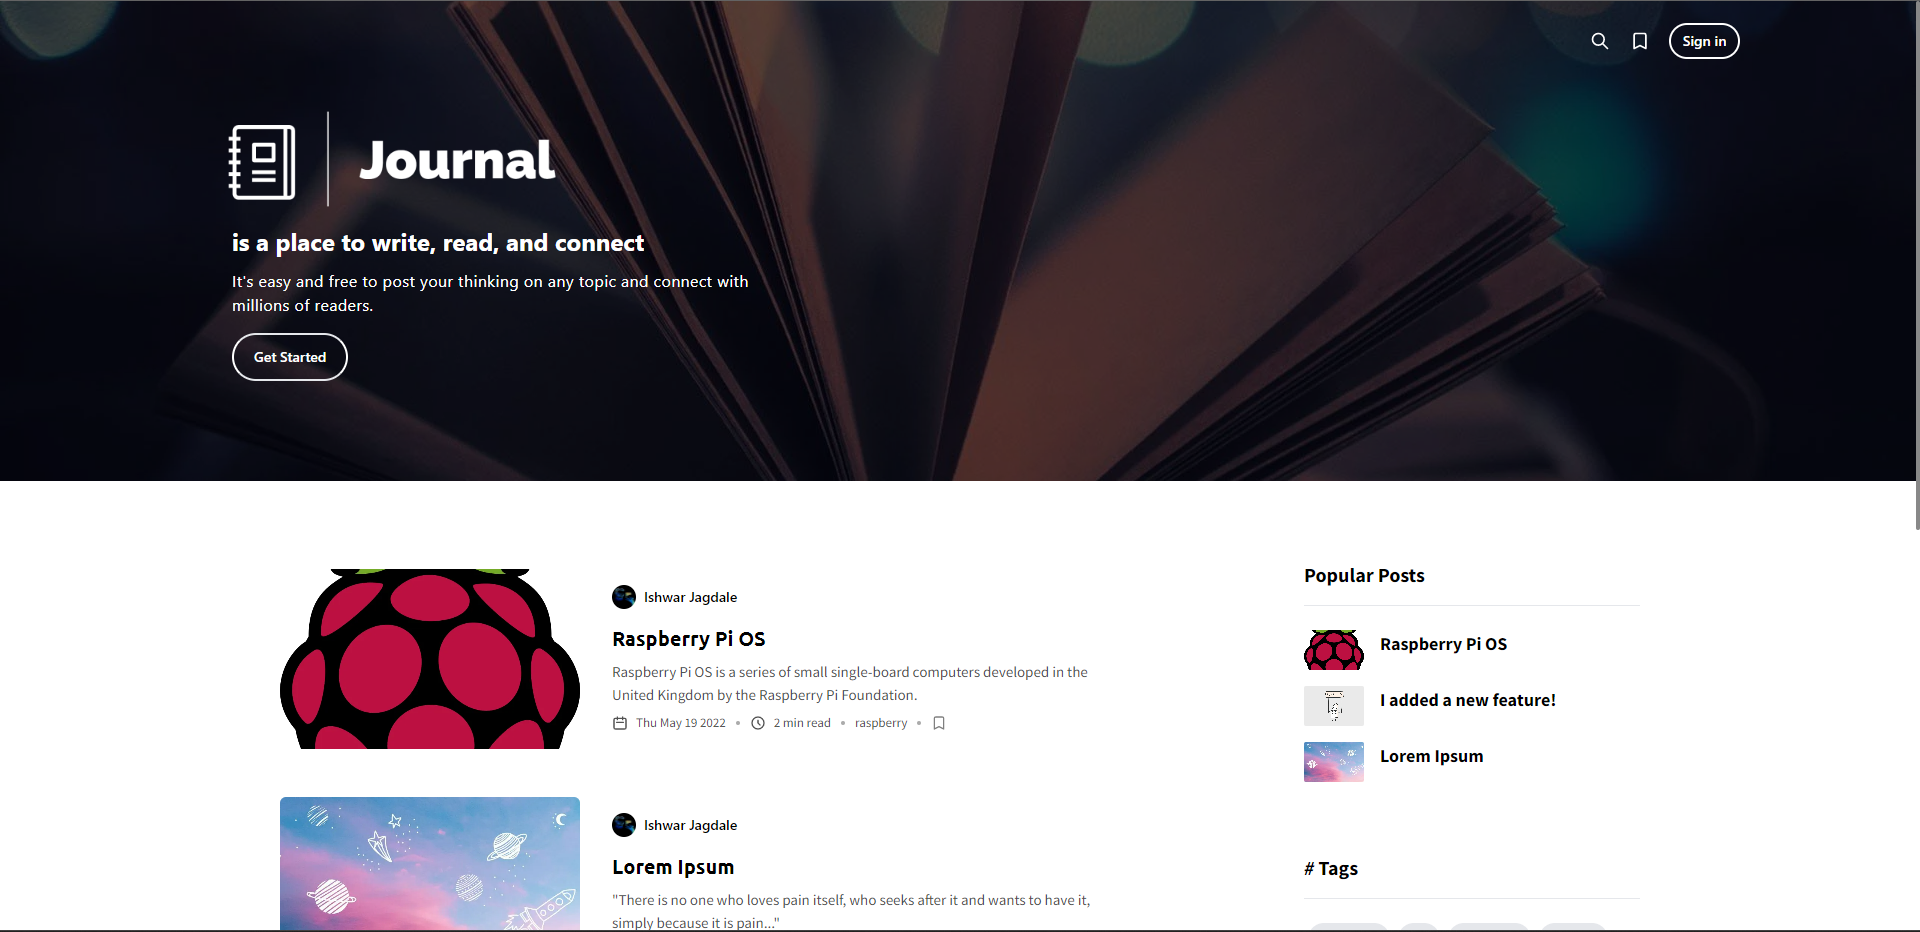 Sign in
Journal
is a place to write, read, and connect
It's easy and free to post your thinking on any topic and connect with
millions of readers.
Get Started
Ishwar Jagdale
Raspberry Pi OS
Raspberry Pi OS is a series of small single-board computers developed in the
United Kingdom by the Raspberry Pi Foundation.
Thu May 19 2022 • 2 min read • raspberry •
Ishwar Jagdale
Lorem Ipsum
"There is no one who loves pain itself, who seeks after it and wants to have it,
simply because it is pain..."
Popular Posts
Raspberry Pi OS
I added a new feature!
Lorem Ipsum
# Tags